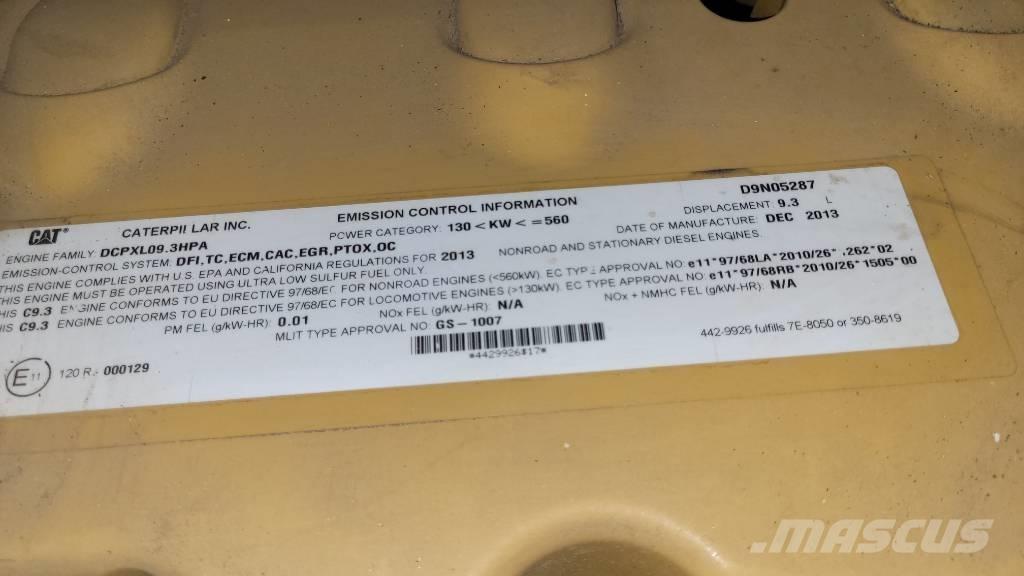 CAT CATERPIL LAR INC. EMISSION CONTROL INFORMATION D9N05287
ENGINE FAMILY: DCPXL09.3HPA POWER CATEGORY: 130<KW<=560 DISPLACEMENT: 9.3 L
EMISSION-CONTROL SYSTEM: DFI,TC,ECM,CAC,EGR,PTOX,OC DATE OF MANUFACTURE: DEC 2013
THIS ENGINE COMPLIES WITH U.S. EPA AND CALIFORNIA REGULATIONS FOR 2013 NONROAD AND STATIONARY DIESEL ENGINES.
THIS ENGINE MUST BE OPERATED USING ULTRA LOW SULFUR FUEL ONLY.
HIS C9.3 ENGINE CONFORMS TO EU DIRECTIVE 97/68/EC FOR NONROAD ENGINES (<560kW). EC TYPE APPROVAL NO: e11*97/68LA*2010/26*262*02
HIS C9.3 ENGINE CONFORMS TO EU DIRECTIVE 97/68/EC FOR LOCOMOTIVE ENGINES (>130kW). EC TYPE APPROVAL NO: e11*97/68RB*2010/26*1505*00
PM FEL (g/kW-HR): 0.01 NOx FEL (g/kW-HR): N/A NOx + NMHC FEL (g/kW-HR): N/A
MLIT TYPE APPROVAL NO: GS-1007
*4429926#17*
442-9926 fulfills 7E-8050 or 350-8619
E11 120 R- 000129
MASCUS